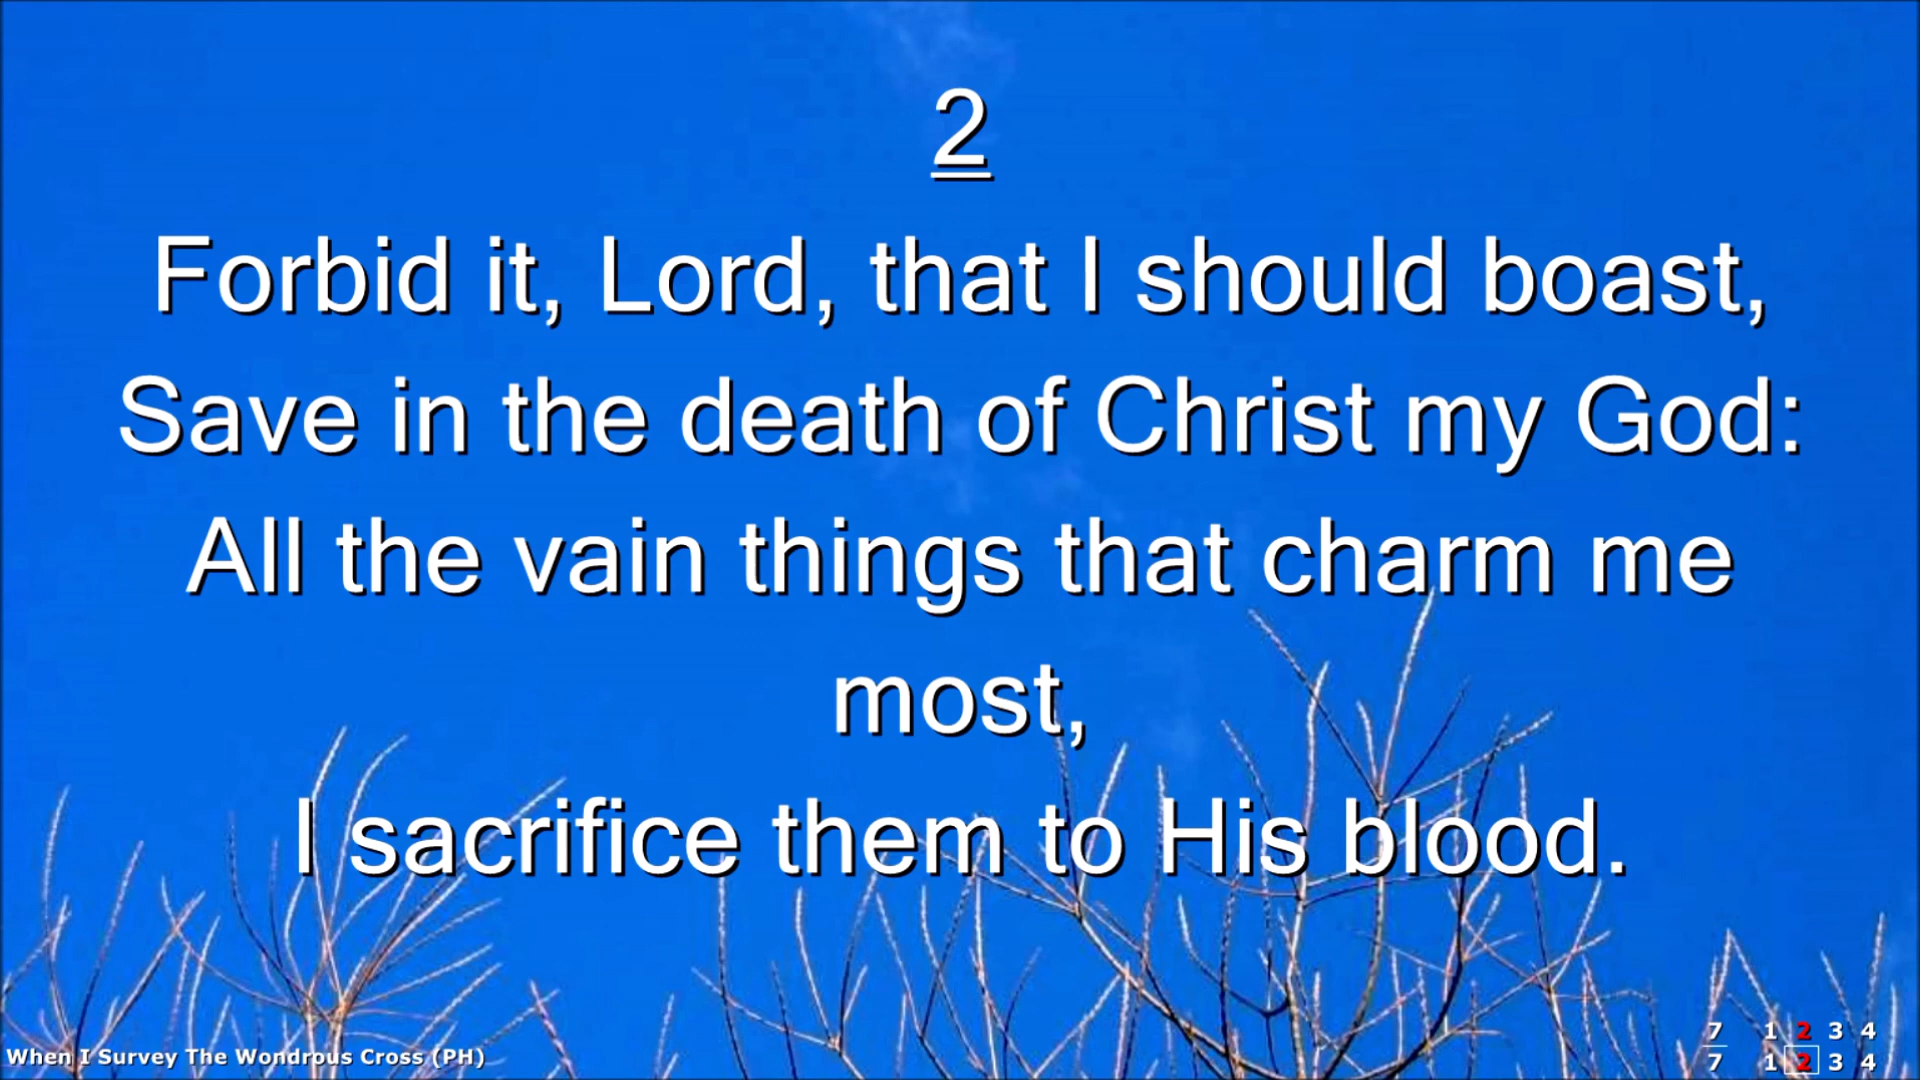 2
Forbid it, Lord, that I should boast,
Save in the death of Christ my God:
All the vain things that charm me
most,
I sacrifice them to His blood.
When I Survey The Wondrous Cross (PH)
7 1 2 3 4
7 1 2 3 4